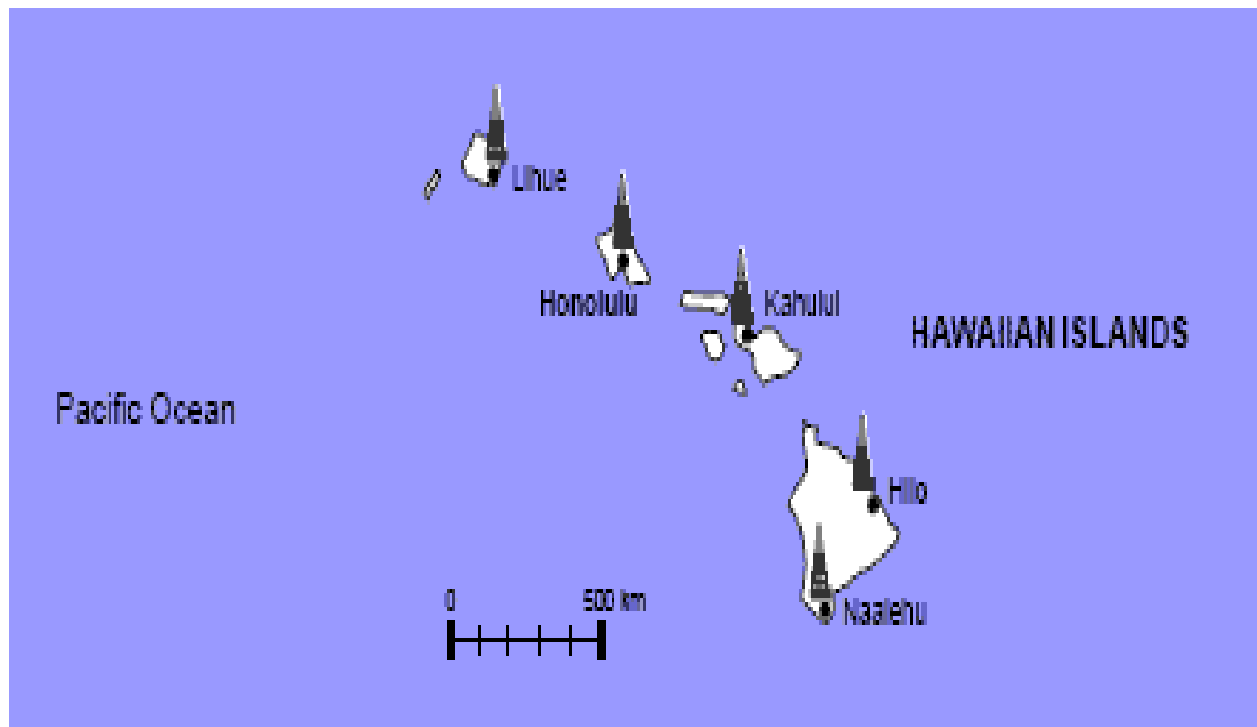 Lihue
Honolulu
Kahului
HAWAIIAN ISLANDS
Pacific Ocean
Hilo
0 500 km
Naalehu